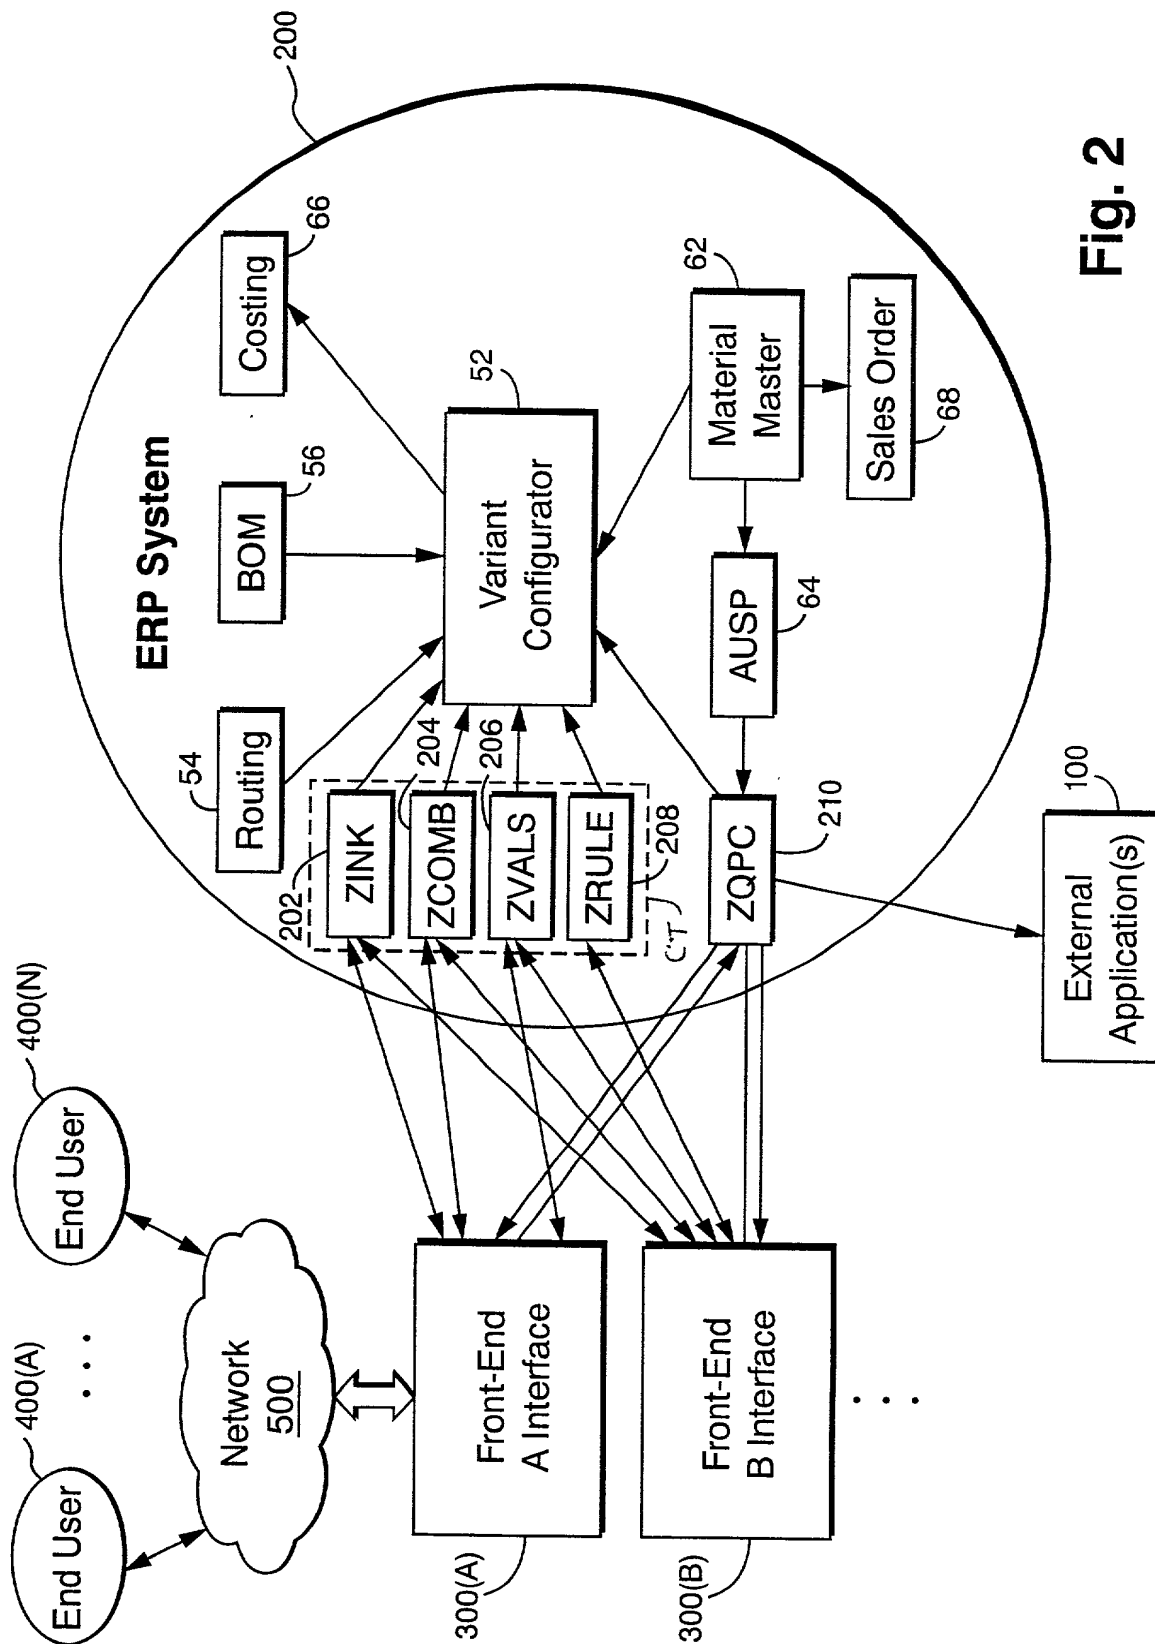 400(A)
End User
. . .
400(N)
End User
Network
500
200
ERP System
54
Routing
BOM
56
Costing
66
202
ZINK
204
ZCOMB
206
ZVALS
ZRULE
208
CT
Variant
Configurator
52
Material
Master
62
AUSP
64
Sales Order
68
ZQPC
210
Front-End
A Interface
300(A)
Front-End
B Interface
300(B)
. . .
External
Application(s)
100
Fig. 2